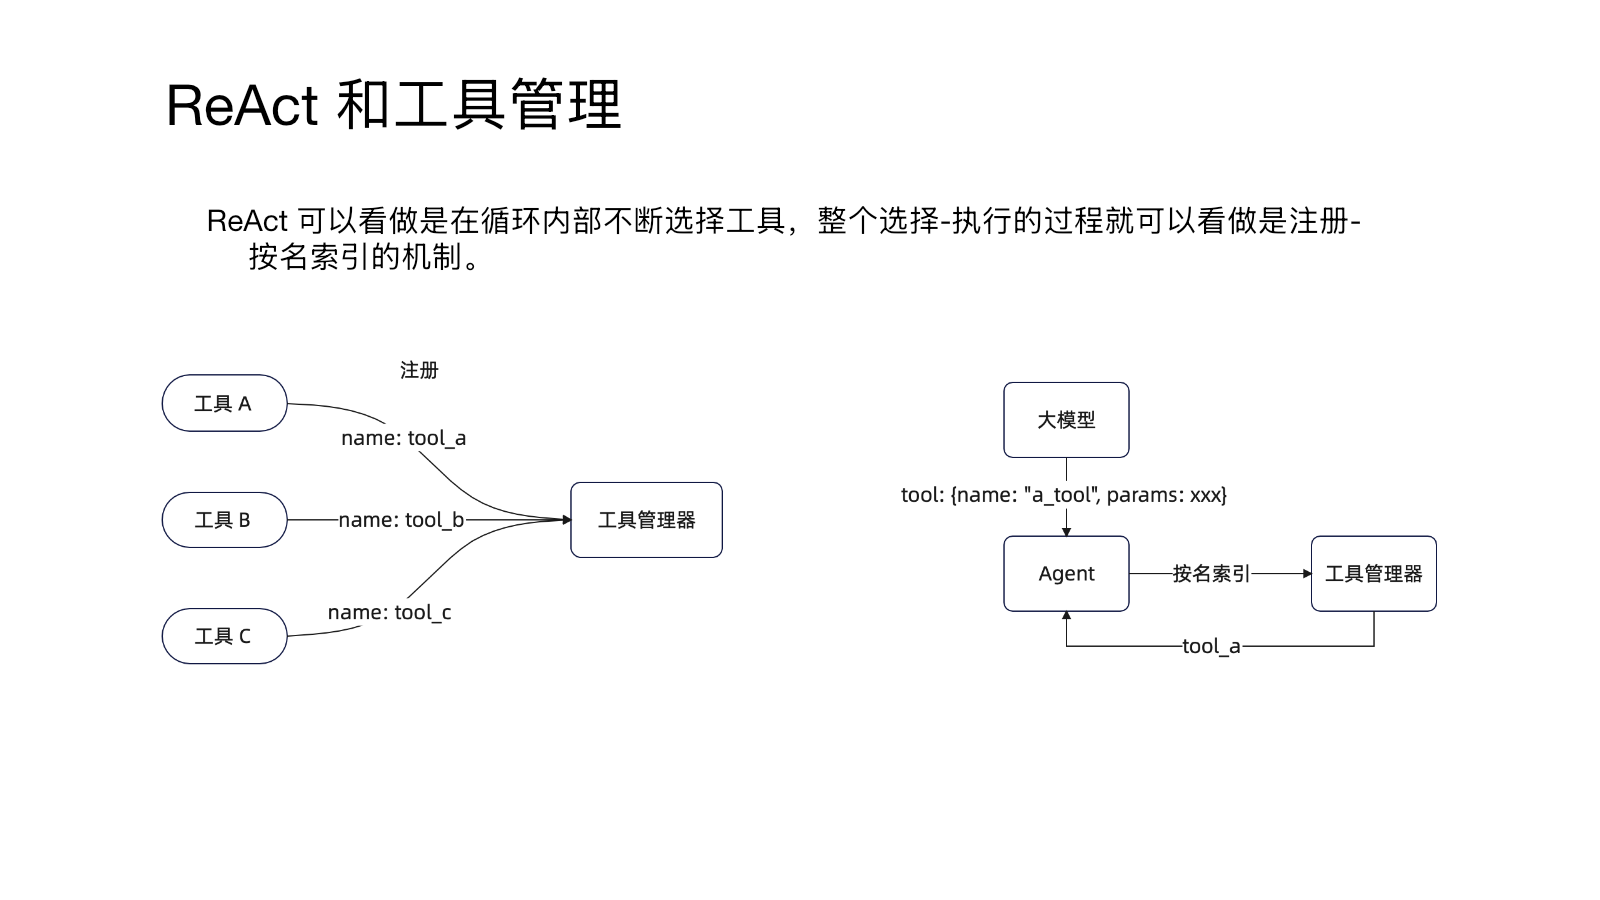 ReAct 和工具管理
ReAct 可以看做是在循环内部不断选择工具，整个选择-执行的过程就可以看做是注册-
按名索引的机制。
注册
工具 A
name: tool_a
工具 B
name: tool_b
工具管理器
工具 C
name: tool_c
大模型
tool: {name: "a_tool", params: xxx}
Agent
按名索引
工具管理器
tool_a